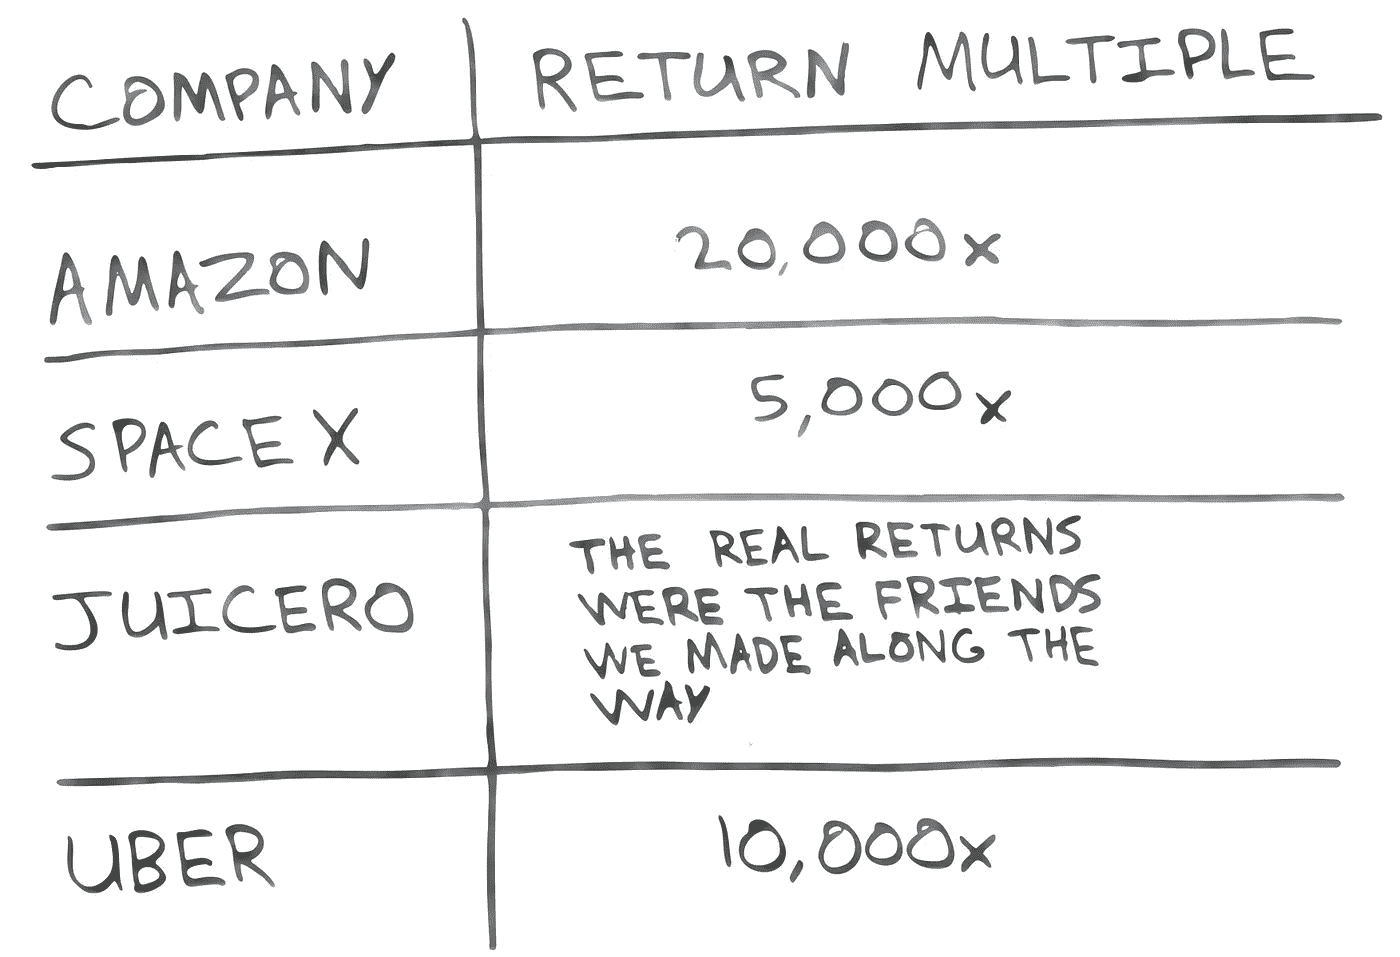 COMPANY RETURN MULTIPLE
AMAZON 20,000x
SPACE X 5,000x
JUICERO THE REAL RETURNS
WERE THE FRIENDS
WE MADE ALONG THE
WAY
UBER 10,000x